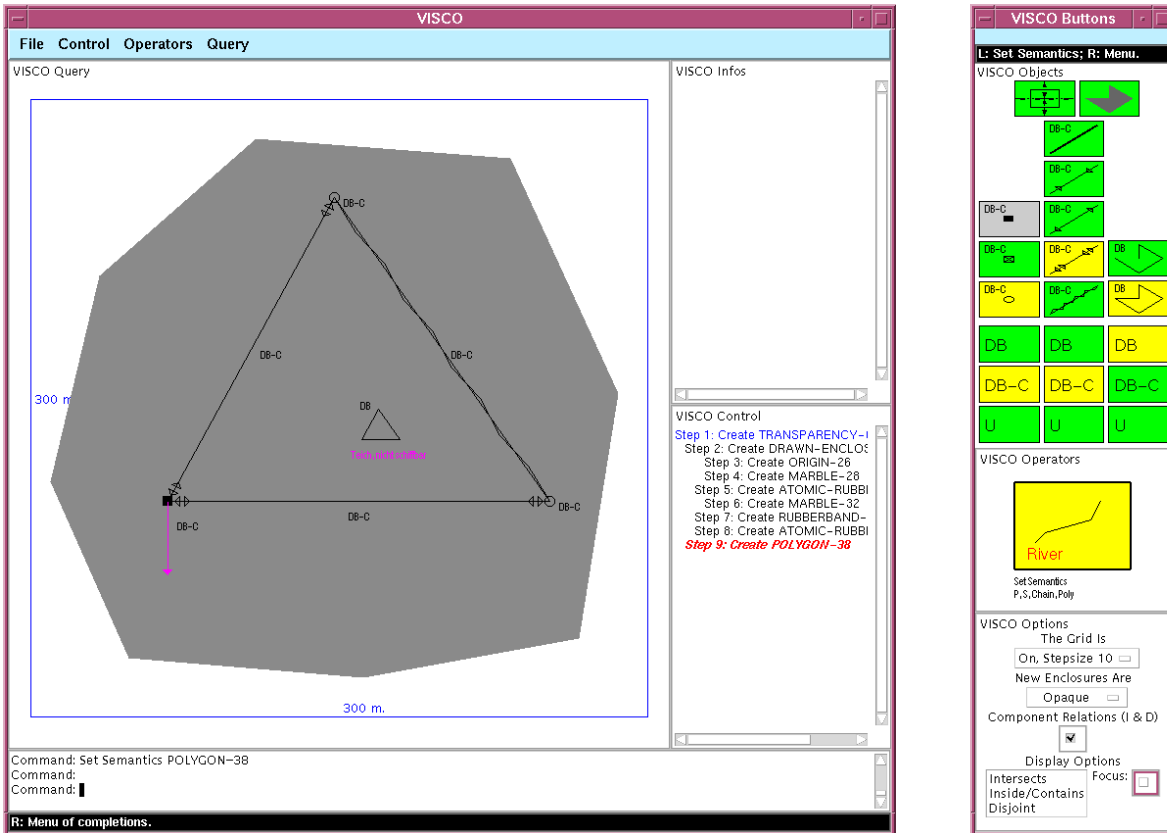 VISCO
File Control Operators Query
VISCO Query
300 m
DB-C
DB-C
DB-C
DB
Teich, nicht schiffbar
DB-C
DB-C
DB-C
300 m.
VISCO Infos
VISCO Control
Step 1: Create TRANSPARENCY-
Step 2: Create DRAWN-ENCLOS
Step 3: Create ORIGIN-26
Step 4: Create MARBLE-28
Step 5: Create ATOMIC-RUBBI
Step 6: Create MARBLE-32
Step 7: Create RUBBERBAND-
Step 8: Create ATOMIC-RUBBI
Step 9: Create POLYGON-38
Command: Set Semantics POLYGON-38
Command:
Command:
R: Menu of completions.
VISCO Buttons
L: Set Semantics; R: Menu.
VISCO Objects
DB-C
DB-C
DB-C DB-C
DB-C DB-C DB
DB-C DB-C DB
DB DB DB
DB-C DB-C DB-C
U U U
VISCO Operators
River
Set Semantics
P,S,Chain,Poly
VISCO Options
The Grid Is
On, Stepsize 10
New Enclosures Are
Opaque
Component Relations (I & D)
Display Options
Intersects Focus:
Inside/Contains
Disjoint